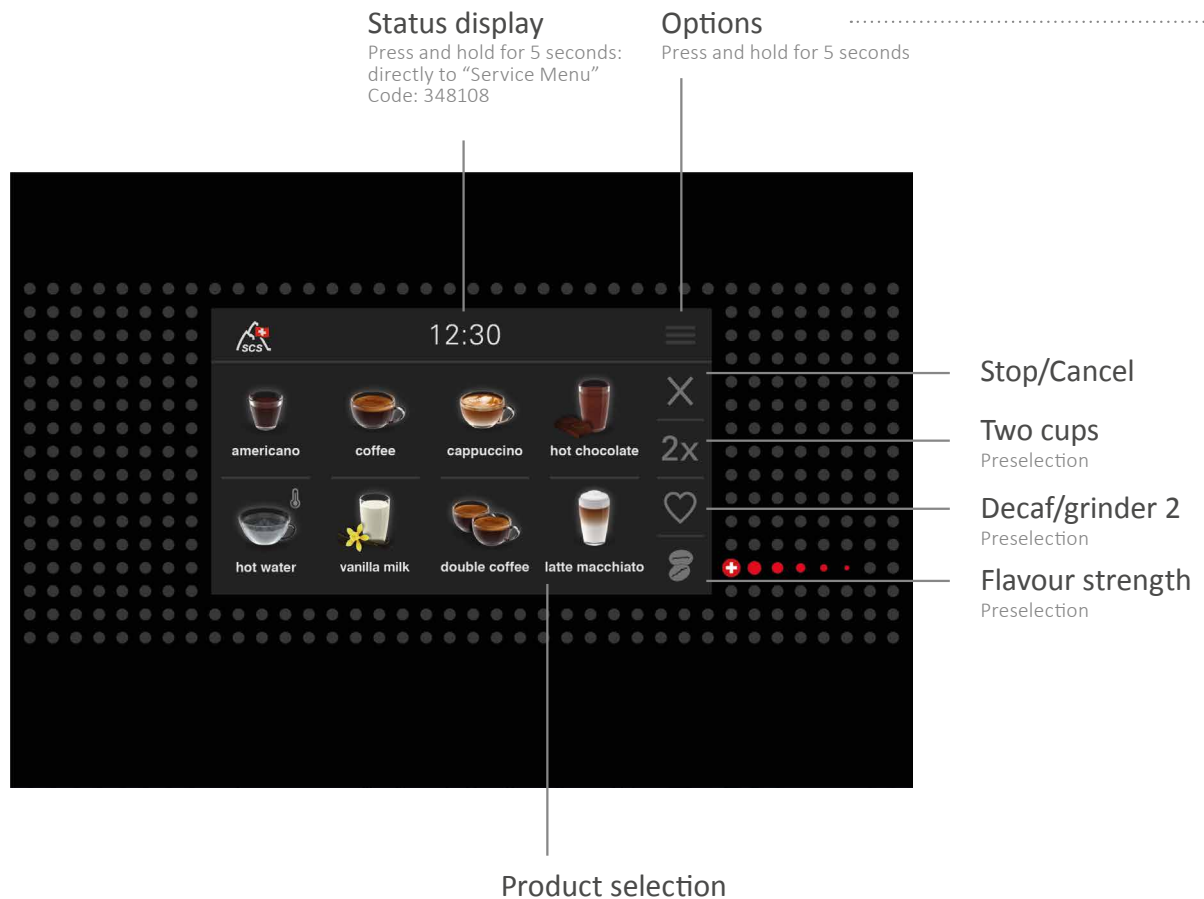 Status display
Press and hold for 5 seconds:
directly to “Service Menu”
Code: 348108
Options
Press and hold for 5 seconds
SCS
12:30
americano
coffee
cappuccino
hot chocolate
2x
hot water
vanilla milk
double coffee
latte macchiato
Stop/Cancel
Two cups
Preselection
Decaf/grinder 2
Preselection
Flavour strength
Preselection
Product selection